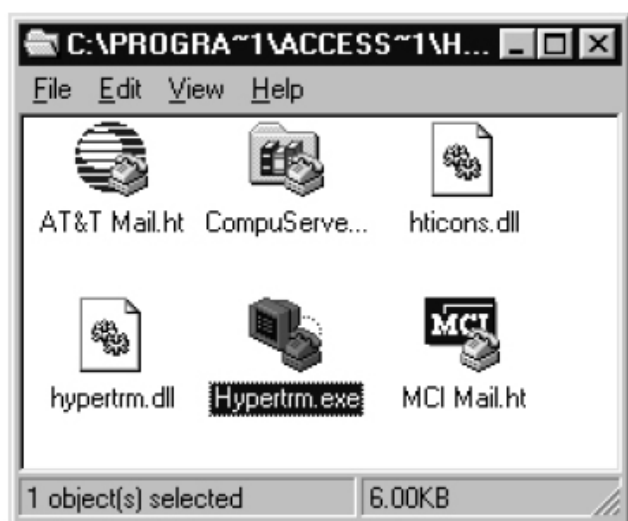 C:\PROGRA~1\ACCESS~1\H...
File Edit View Help
AT&T Mail.ht CompuServe... hticons.dll
MCI
hypertrm.dll Hypertrm.exe MCI Mail.ht
1 object(s) selected 6.00KB